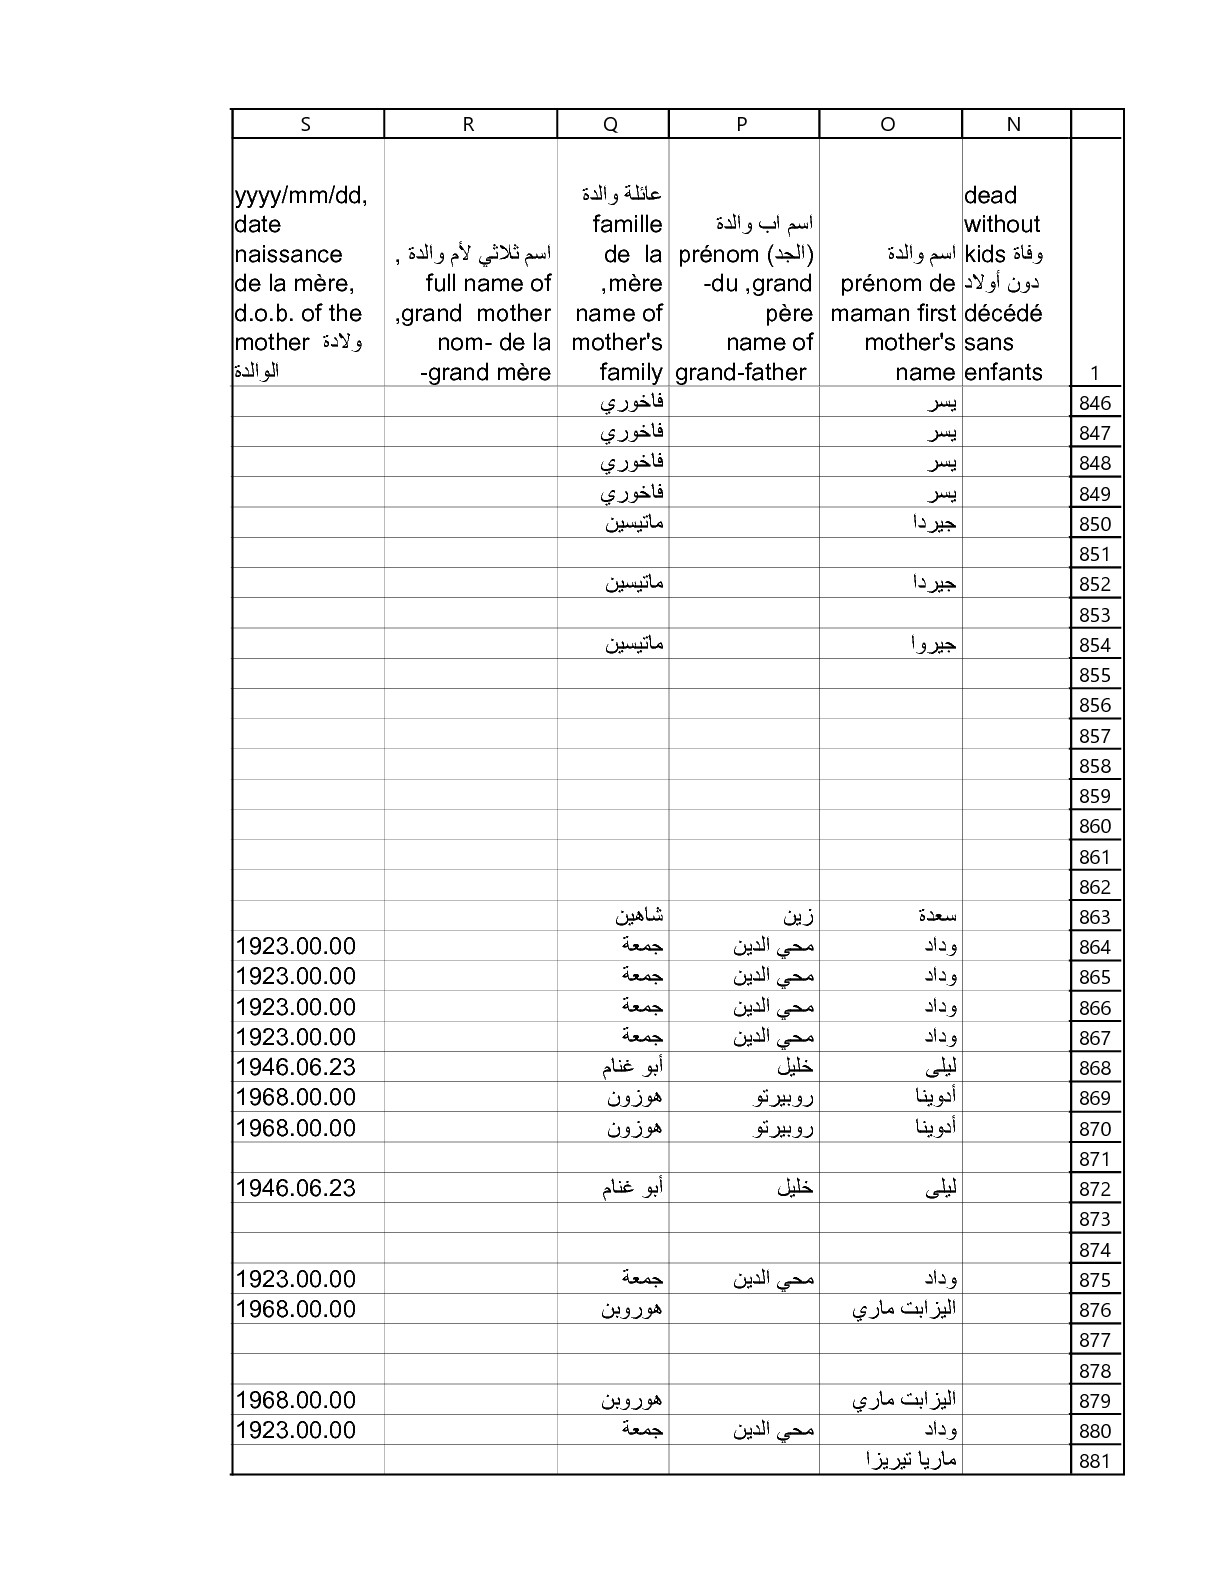 S R Q P O N
yyyy/mm/dd,
date
naissance
de la mère,
d.o.b. of the
mother ولادة
الوالدة
اسم ثلاثي لأم والدة ,
full name of
,grand mother
nom- de la
-grand mère
عائلة والدة
famille
de la
,mère
name of
mother's
family
اسم اب والدة
(الجد) prénom
-du ,grand
père
name of
grand-father
اسم والدة
prénom de
maman first
mother's
name
dead
without
kids وفاة
دون أولاد
décédé
sans
enfants
1
فاخوري يسر 846
فاخوري يسر 847
فاخوري يسر 848
فاخوري يسر 849
ماتيسين جيردا 850
851
ماتيسين جيردا 852
853
ماتيسين جيروا 854
855
856
857
858
859
860
861
862
شاهين زين سعدة 863
1923.00.00 جمعة محي الدين وداد 864
1923.00.00 جمعة محي الدين وداد 865
1923.00.00 جمعة محي الدين وداد 866
1923.00.00 جمعة محي الدين وداد 867
1946.06.23 أبو غنام خليل ليلى 868
1968.00.00 هوزون روبيرتو أدوينا 869
1968.00.00 هوزون روبيرتو أدوينا 870
871
1946.06.23 أبو غنام خليل ليلى 872
873
874
1923.00.00 جمعة محي الدين وداد 875
1968.00.00 هوروبن اليزابت ماري 876
877
878
1968.00.00 هوروبن اليزابت ماري 879
1923.00.00 جمعة محي الدين وداد 880
ماريا تيريزا 881